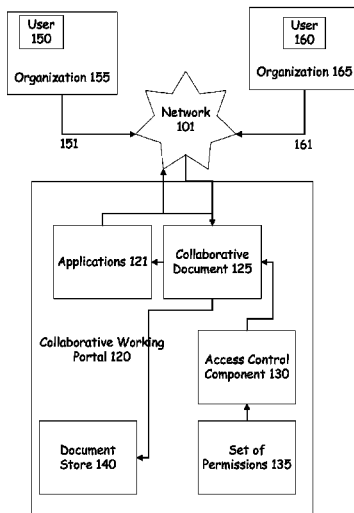 User
150
Organization 155
User
160
Organization 165
Network
101
151
161
Applications 121
Collaborative
Document 125
Collaborative Working
Portal 120
Access Control
Component 130
Document
Store 140
Set of
Permissions 135